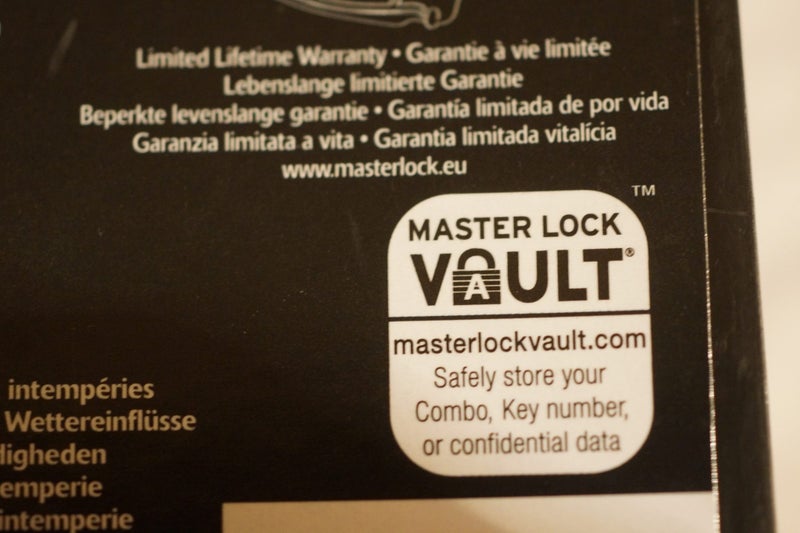 Limited Lifetime Warranty • Garantie à vie limitée
Lebenslange limitierte Garantie
Beperkte levenslange garantie • Garantía limitada de por vida
Garanzia limitata a vita • Garantia limitada vitalícia
www.masterlock.eu
TM
MASTER LOCK
VAULT®
masterlockvault.com
Safely store your
Combo, Key number,
or confidential data
intempéries
Wettereinflüsse
intemperie